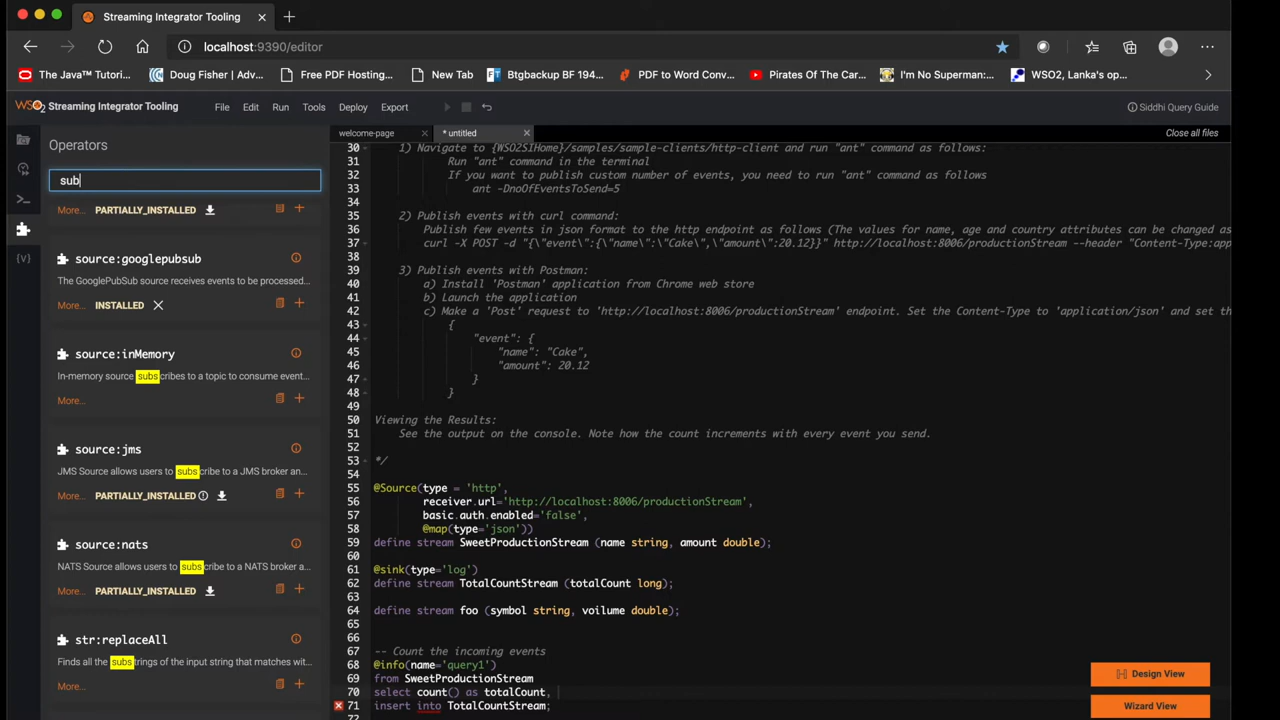 Streaming Integrator Tooling
localhost:9390/editor
The Java™ Tutori...
Doug Fisher | Adv...
Free PDF Hosting...
New Tab
Btgbackup BF 194...
PDF to Word Conv...
Pirates Of The Car...
I'm No Superman:...
WSO2, Lanka's op...
WSO2 Streaming Integrator Tooling
File Edit Run Tools Deploy Export
Siddhi Query Guide
Operators
sub
More... PARTIALLY_INSTALLED
source:googlepubsub
The GooglePubSub source receives events to be processed...
More... INSTALLED
source:inMemory
In-memory source subscribes to a topic to consume event...
More...
source:jms
JMS Source allows users to subscribe to a JMS broker an...
More... PARTIALLY_INSTALLED
source:nats
NATS Source allows users to subscribe to a NATS broker a...
More... PARTIALLY_INSTALLED
str:replaceAll
Finds all the substrings of the input string that matches wit...
More...
welcome-page
* untitled
Close all files
30 1) Navigate to {WSO2SIHome}/samples/sample-clients/http-client and run "ant" command as follows:
31 Run "ant" command in the terminal
32 If you want to publish custom number of events, you need to run "ant" command as follows
33 ant -DnoOfEventsToSend=5
34
35 2) Publish events with curl command:
36 Publish few events in json format to the http endpoint as follows (The values for name, age and country attributes can be changed as
37 curl -X POST -d "{\"event\":{\"name\":\"Cake\",\"amount\":20.12}}" http://localhost:8006/productionStream --header "Content-Type:app
38
39 3) Publish events with Postman:
40 a) Install 'Postman' application from Chrome web store
41 b) Launch the application
42 c) Make a 'Post' request to 'http://localhost:8006/productionStream' endpoint. Set the Content-Type to 'application/json' and set th
43 {
44 "event": {
45 "name": "Cake",
46 "amount": 20.12
47 }
48 }
49
50 Viewing the Results:
51 See the output on the console. Note how the count increments with every event you send.
52
53 */
54
55 @Source(type = 'http',
56 receiver.url='http://localhost:8006/productionStream',
57 basic.auth.enabled='false',
58 @map(type='json'))
59 define stream SweetProductionStream (name string, amount double);
60
61 @sink(type='log')
62 define stream TotalCountStream (totalCount long);
63
64 define stream foo (symbol string, voilume double);
65
66
67 -- Count the incoming events
68 @info(name='query1')
69 from SweetProductionStream
70 select count() as totalCount,
71 insert into TotalCountStream;
72
Design View
Wizard View